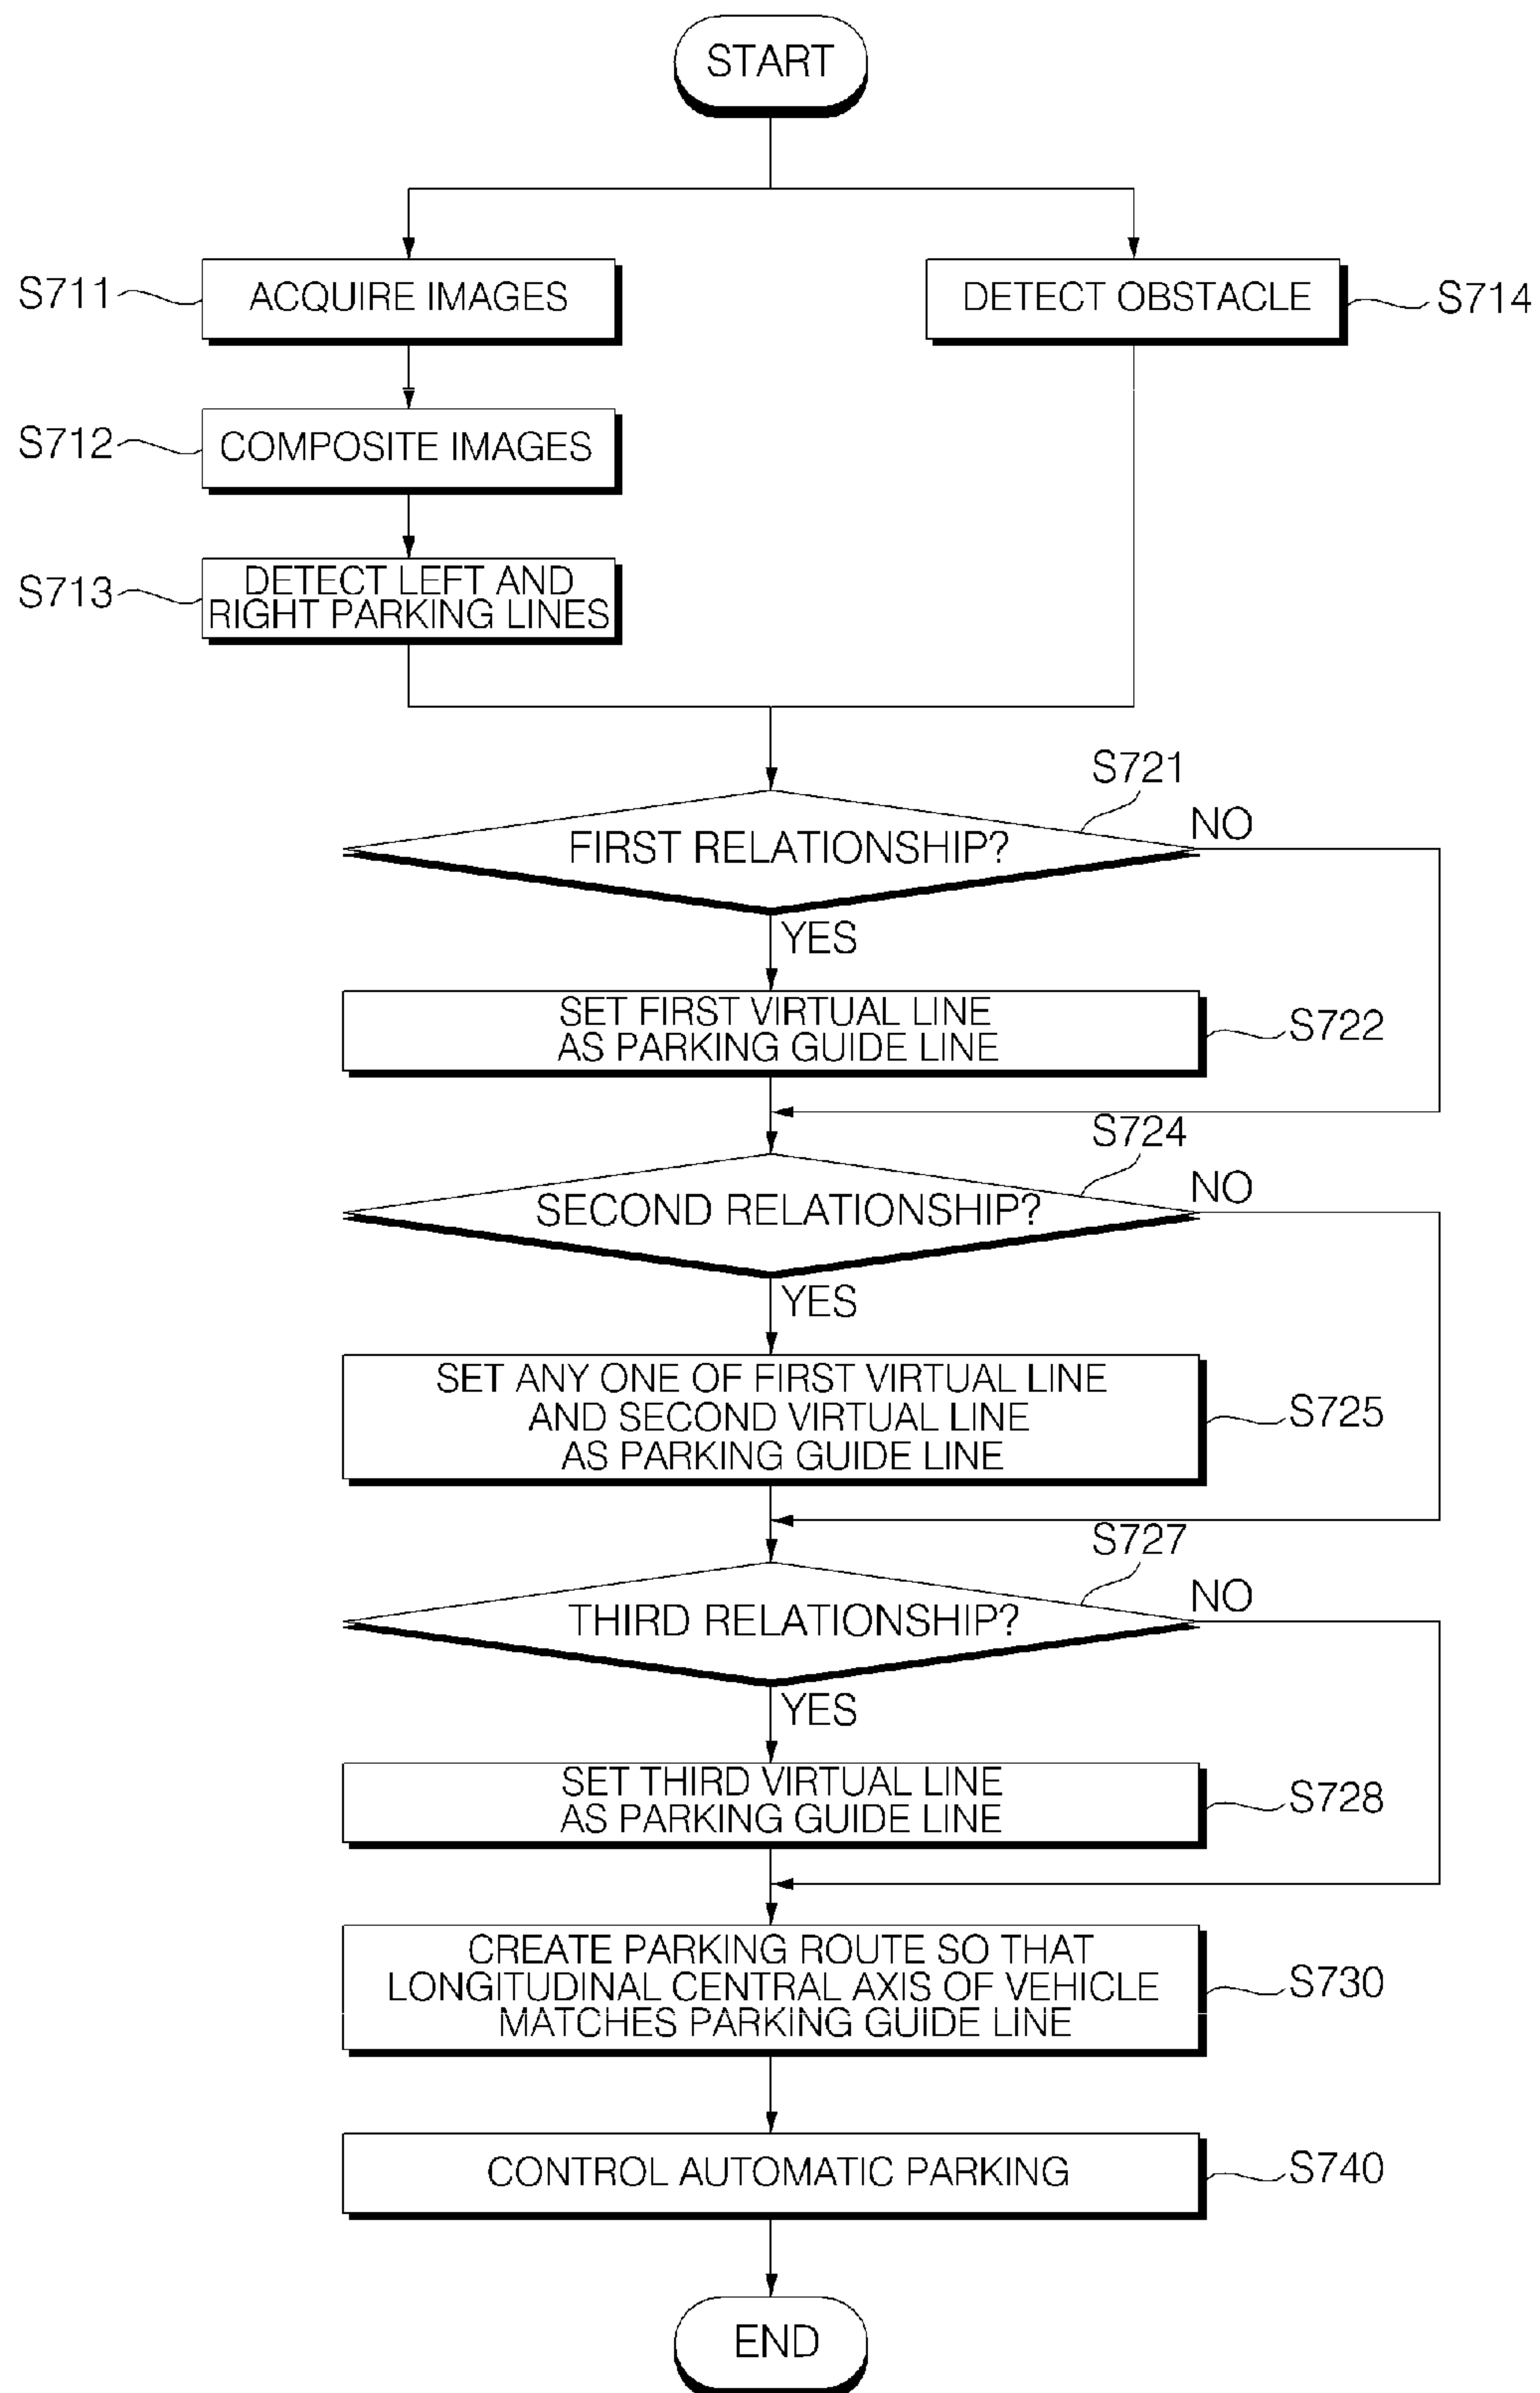 START
S711
ACQUIRE IMAGES
DETECT OBSTACLE
S714
S712
COMPOSITE IMAGES
S713
DETECT LEFT AND
RIGHT PARKING LINES
S721
FIRST RELATIONSHIP?
NO
YES
SET FIRST VIRTUAL LINE
AS PARKING GUIDE LINE
S722
S724
SECOND RELATIONSHIP?
NO
YES
SET ANY ONE OF FIRST VIRTUAL LINE
AND SECOND VIRTUAL LINE
AS PARKING GUIDE LINE
S725
S727
THIRD RELATIONSHIP?
NO
YES
SET THIRD VIRTUAL LINE
AS PARKING GUIDE LINE
S728
CREATE PARKING ROUTE SO THAT
LONGITUDINAL CENTRAL AXIS OF VEHICLE
MATCHES PARKING GUIDE LINE
S730
CONTROL AUTOMATIC PARKING
S740
END